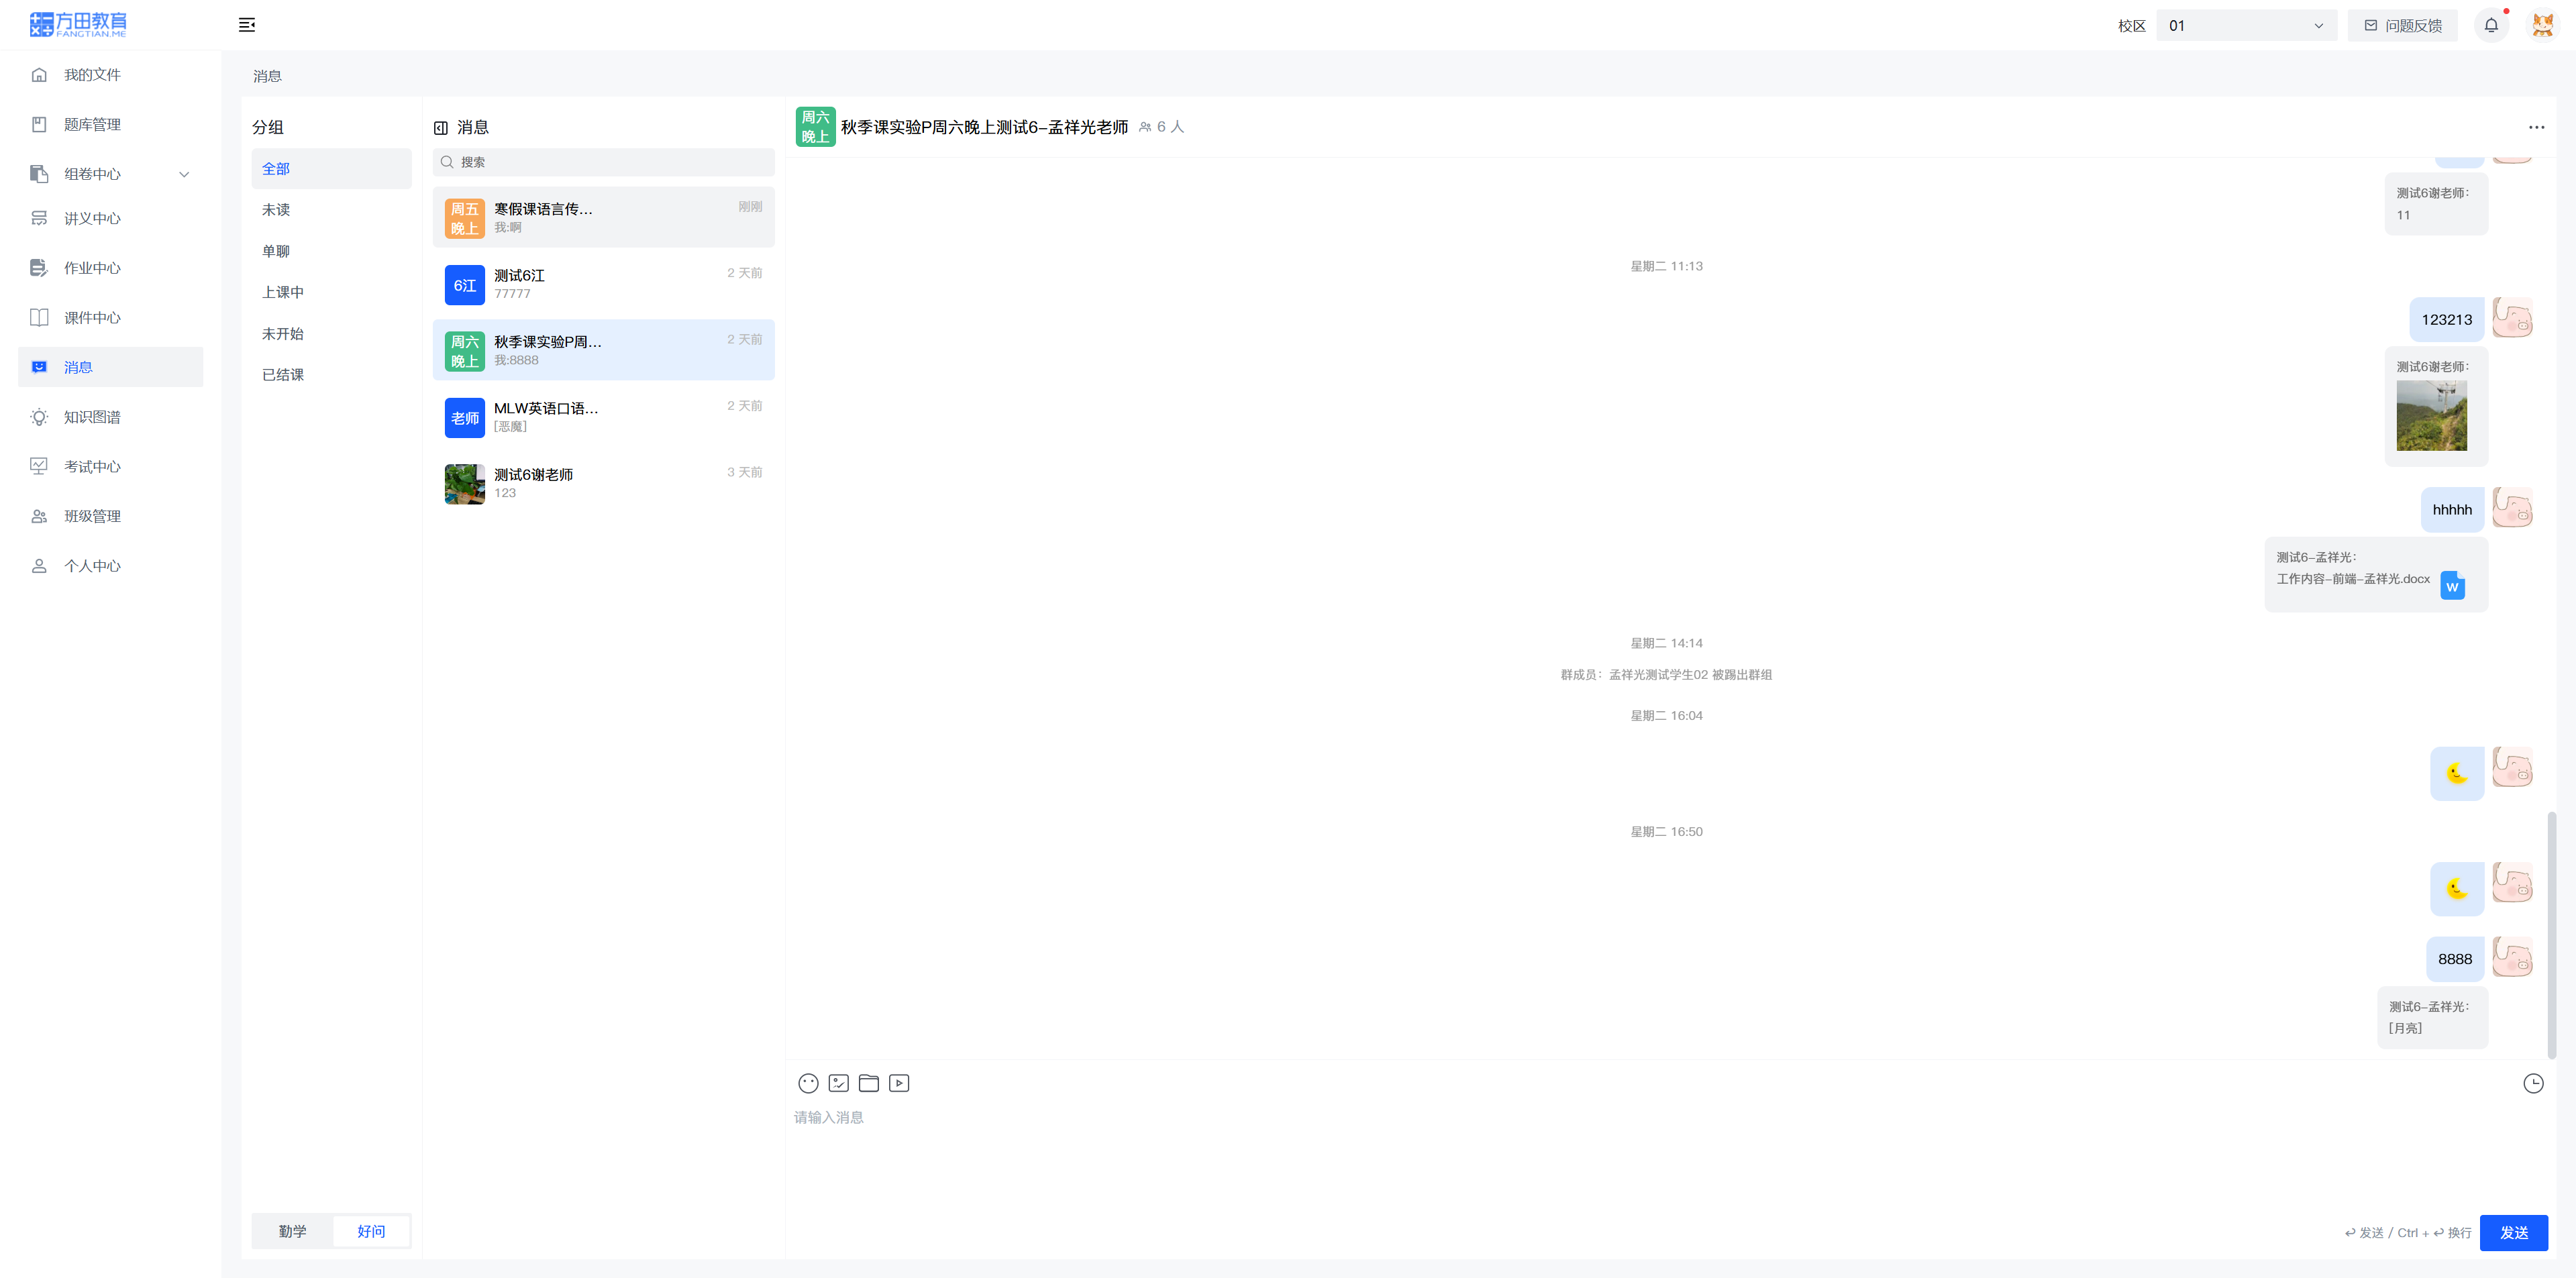 方田教育
FANGTIAN.ME
校区
01
问题反馈
我的文件
题库管理
组卷中心
讲义中心
作业中心
课件中心
消息
知识图谱
考试中心
班级管理
个人中心
消息
分组
全部
未读
单聊
上课中
未开始
已结课
勤学
好问
消息
搜索
周五
晚上
寒假课语言传...
刚刚
我:啊
6江
测试6江
2 天前
77777
周六
晚上
秋季课实验P周...
2 天前
我:8888
老师
MLW英语口语...
2 天前
[恶魔]
测试6谢老师
3 天前
123
周六
晚上
秋季课实验P周六晚上测试6-孟祥光老师
6 人
测试6谢老师:
11
星期二 11:13
123213
测试6谢老师:
hhhhh
测试6-孟祥光:
工作内容-前端-孟祥光.docx
W
星期二 14:14
群成员：孟祥光测试学生02 被踢出群组
星期二 16:04
星期二 16:50
8888
测试6-孟祥光:
[月亮]
请输入消息
↩ 发送 / Ctrl + ↩ 换行
发送